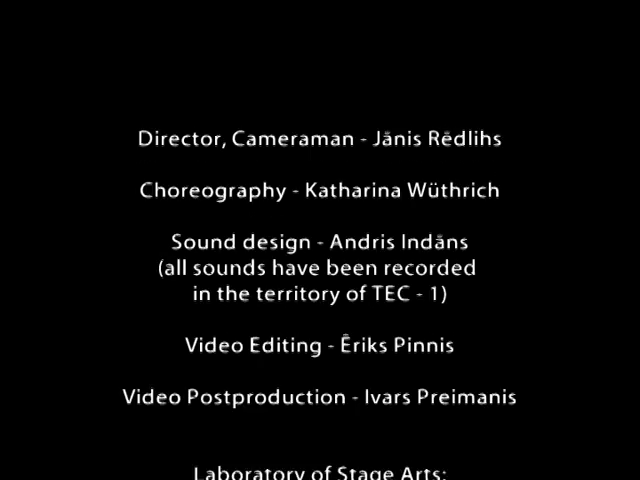 Director, Cameraman - Jānis Rēdlihs
Choreography - Katharina Wüthrich
Sound design - Andris Indāns
(all sounds have been recorded
in the territory of TEC - 1)
Video Editing - Ēriks Pinnis
Video Postproduction - Ivars Preimanis
Laboratory of Stage Arts: